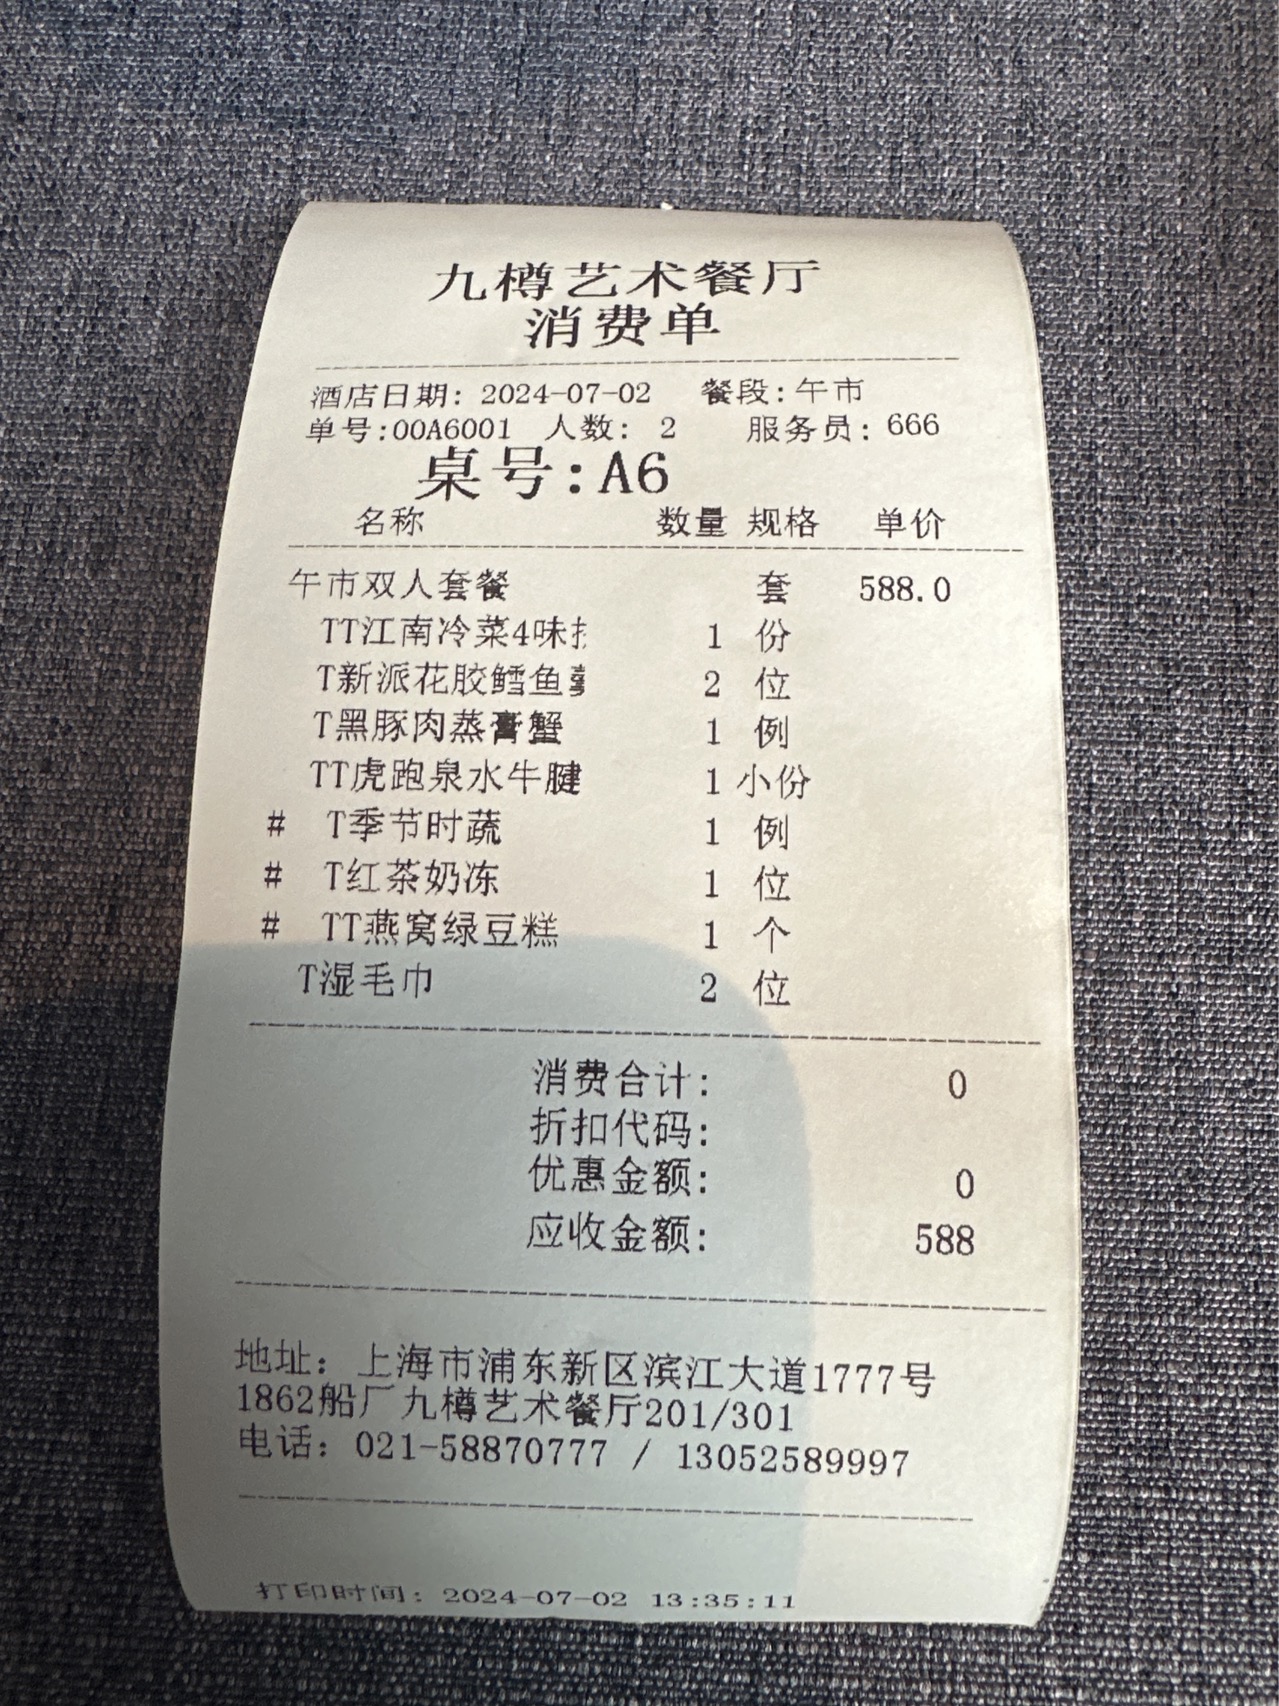 九樽艺术餐厅
消费单
酒店日期: 2024-07-02 餐段: 午市
单号:00A6001 人数: 2 服务员: 666
桌号:A6
名称 数量 规格 单价
午市双人套餐 套 588.0
TT江南冷菜4味 1 份
T新派花胶鳕鱼 2 位
T黑豚肉蒸膏蟹 1 例
TT虎跑泉水牛腱 1 小份
# T季节时蔬 1 例
# T红茶奶冻 1 位
# TT燕窝绿豆糕 1 个
T湿毛巾 2 位
消费合计: 0
折扣代码:
优惠金额: 0
应收金额: 588
地址: 上海市浦东新区滨江大道1777号
1862船厂九樽艺术餐厅201/301
电话: 021-58870777 / 13052589997
打印时间: 2024-07-02 13:35:11